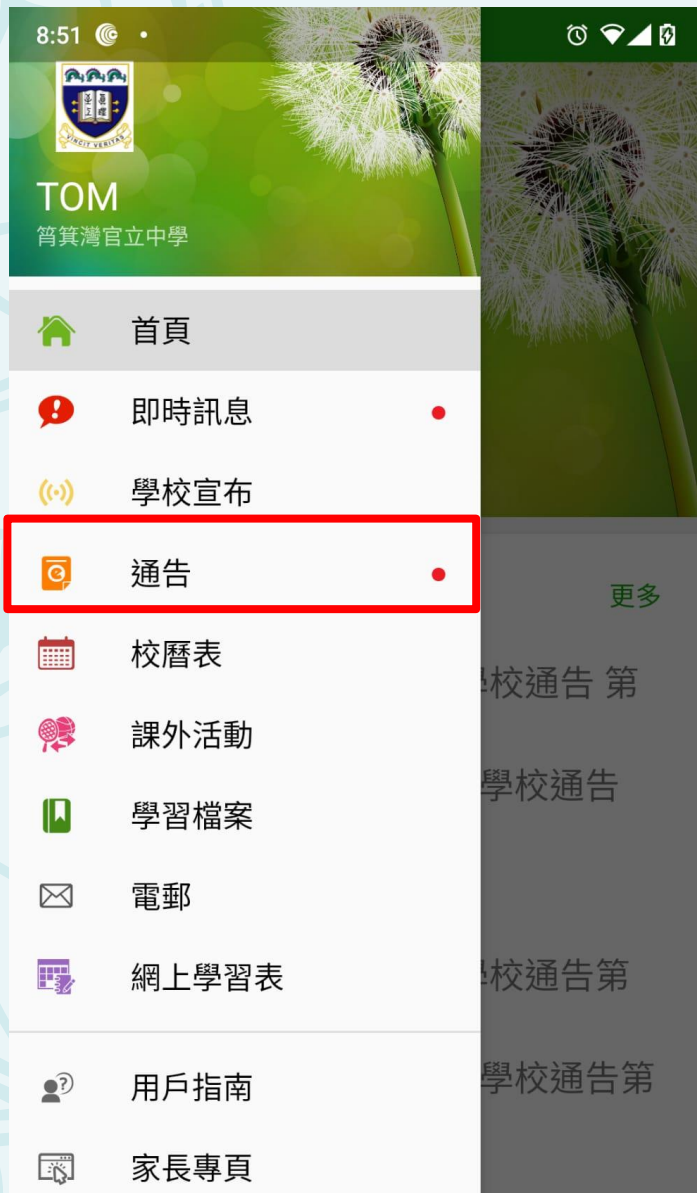 8:51
VINCIT VERITAS
TOM
筲箕灣官立中學
首頁
即時訊息
學校宣布
通告
更多
校曆表
校通告 第
課外活動
學校通告
學習檔案
電郵
網上學習表
校通告第
用戶指南
學校通告第
家長專頁